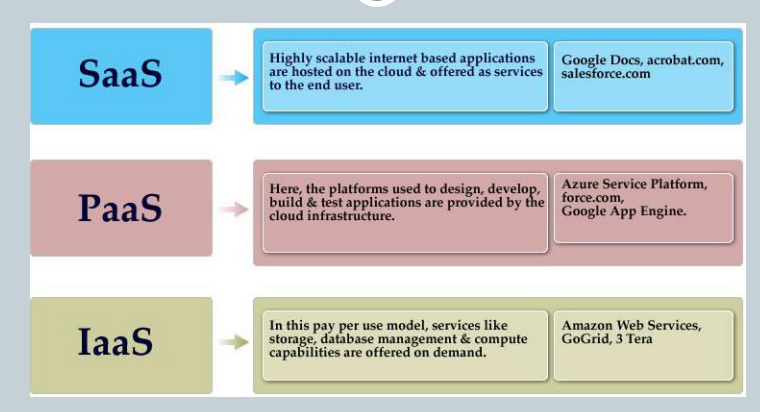 SaaS
Highly scalable internet based applications
are hosted on the cloud & offered as services
to the end user.
Google Docs, acrobat.com,
salesforce.com
PaaS
Here, the platforms used to design, develop,
build & test applications are provided by the
cloud infrastructure.
Azure Service Platform,
force.com,
Google App Engine.
IaaS
In this pay per use model, services like
storage, database management & compute
capabilities are offered on demand.
Amazon Web Services,
GoGrid, 3 Tera